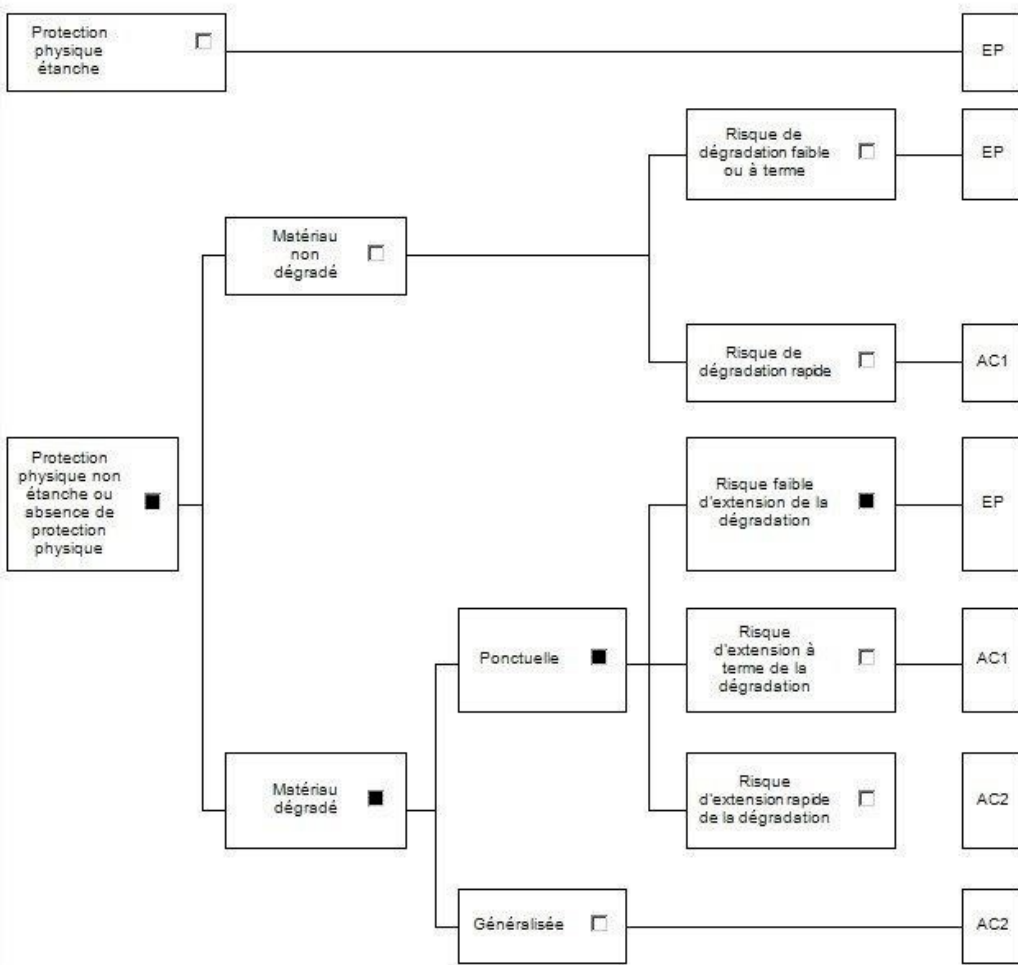 Protection
physique
étanche
EP
Risque de
dégradation faible
ou à terme
EP
Matériau
non
dégradé
Risque de
dégradation rapide
AC1
Protection
physique non
étanche ou
absence de
protection
physique
Risque faible
d'extension de la
dégradation
EP
Ponctuelle
Risque
d'extension à
terme de la
dégradation
AC1
Matériau
dégradé
Risque
d'extension rapide
de la dégradation
AC2
Généralisée
AC2